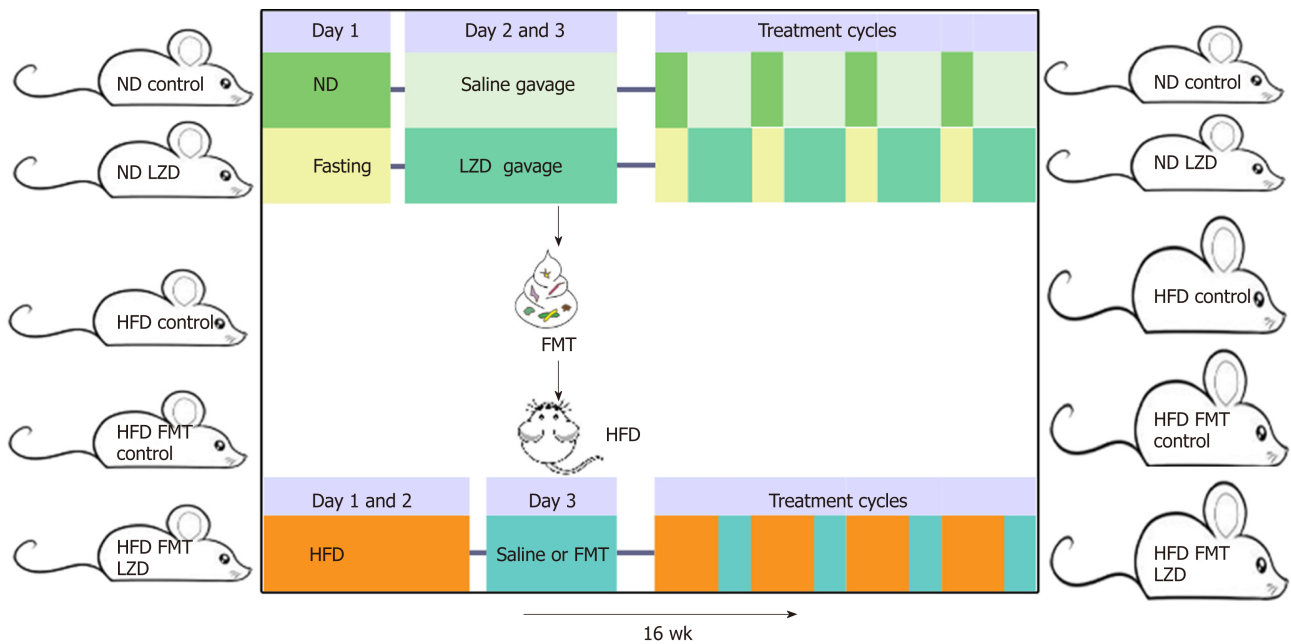 Day 1
Day 2 and 3
Treatment cycles
ND control
ND
Saline gavage
ND control
ND LZD
Fasting
LZD gavage
ND LZD
HFD control
FMT
HFD control
HFD FMT
control
HFD
HFD FMT
control
Day 1 and 2
Day 3
Treatment cycles
HFD FMT
LZD
HFD
Saline or FMT
HFD FMT
LZD
16 wk